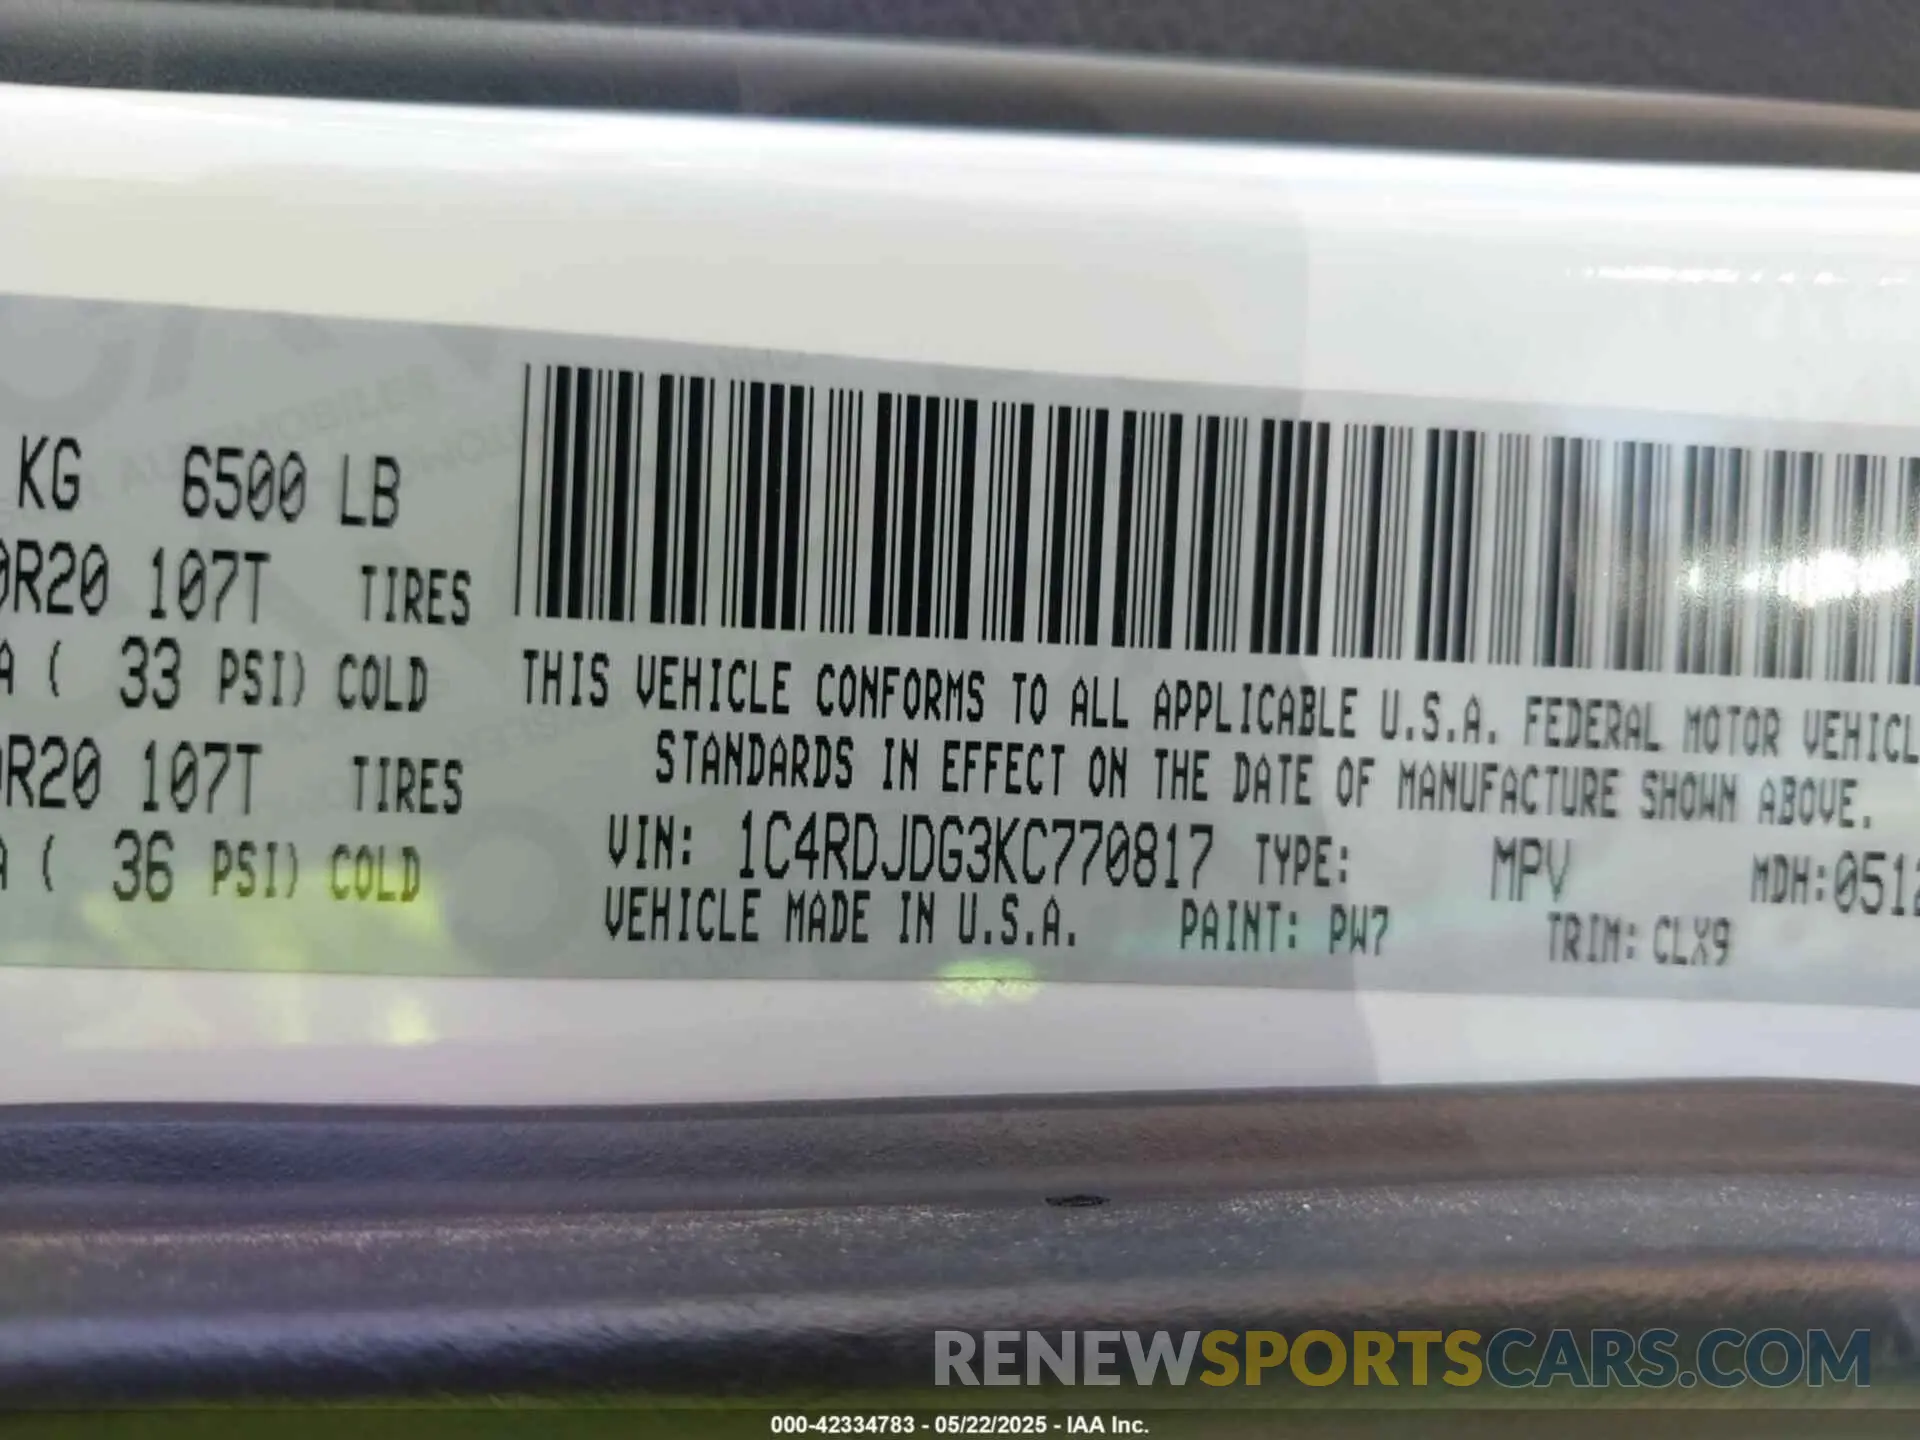 KG 6500 LB
R20 107T TIRES
A ( 33 PSI) COLD
R20 107T TIRES
( 36 PSI) COLD
THIS VEHICLE CONFORMS TO ALL APPLICABLE U.S.A. FEDERAL MOTOR VEHICL
STANDARDS IN EFFECT ON THE DATE OF MANUFACTURE SHOWN ABOVE.
VIN: 1C4RDJDG3KC770817 TYPE: MPV MDH:0512
VEHICLE MADE IN U.S.A. PAINT: PW7 TRIM: CLX9
RENEWSPORTSCARS.COM
000-42334783 - 05/22/2025 - IAA Inc.